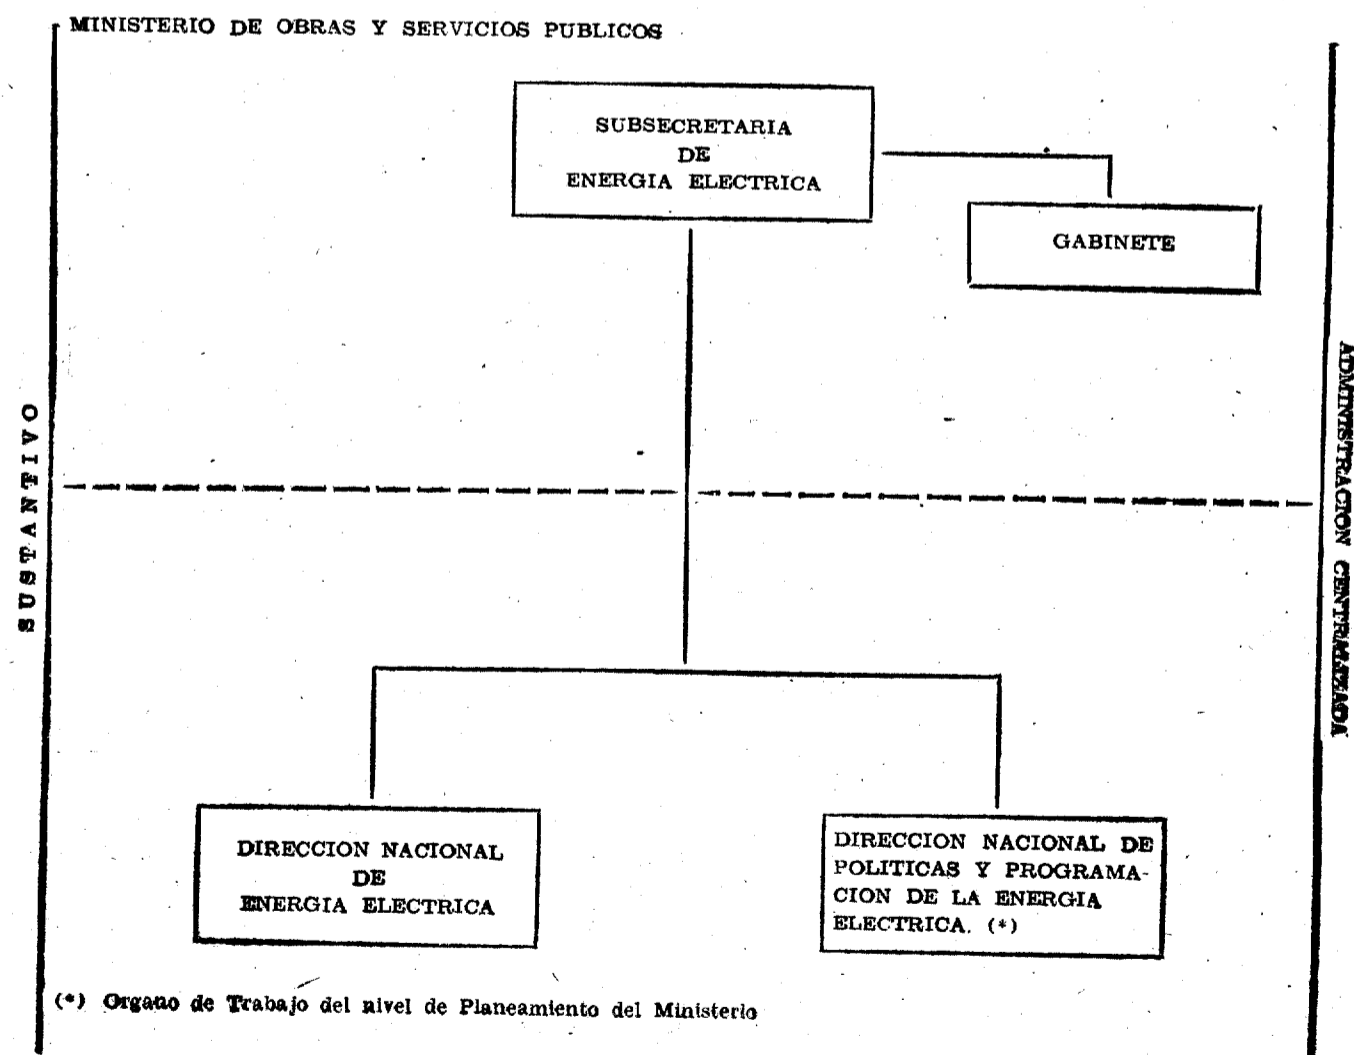 MINISTERIO DE OBRAS Y SERVICIOS PUBLICOS
SUBSECRETARIA
DE
ENERGIA ELECTRICA
GABINETE
SUSTANTIVO
ADMINISTRACION CENTRALIZADA
DIRECCION NACIONAL
DE
ENERGIA ELECTRICA
DIRECCION NACIONAL DE
POLITICAS Y PROGRAMA-
CION DE LA ENERGIA
ELECTRICA. (*)
(*) Organo de Trabajo del nivel de Planeamiento del Ministerio